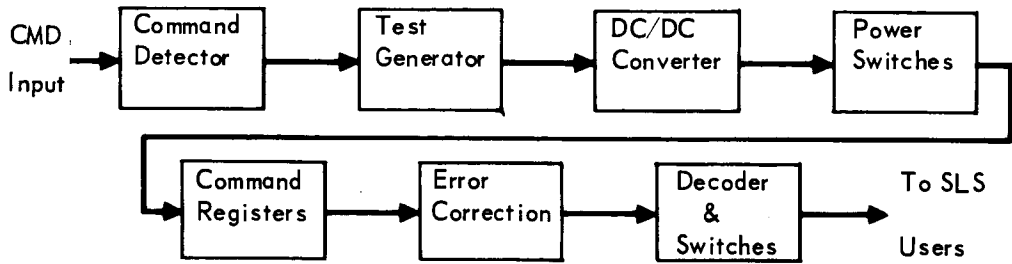 CMD
Input
Command
Detector
Test
Generator
DC/DC
Converter
Power
Switches
Command
Registers
Error
Correction
Decoder
&
Switches
To SLS
Users